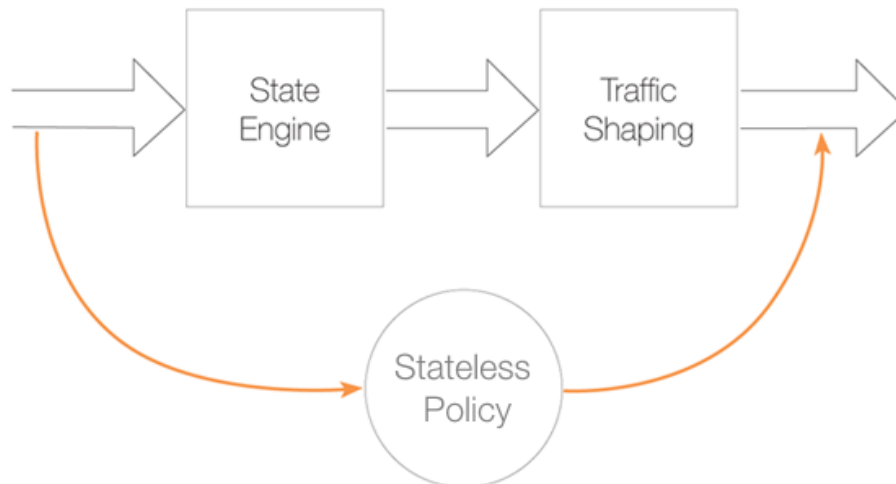 State
Engine
Traffic
Shaping
Stateless
Policy